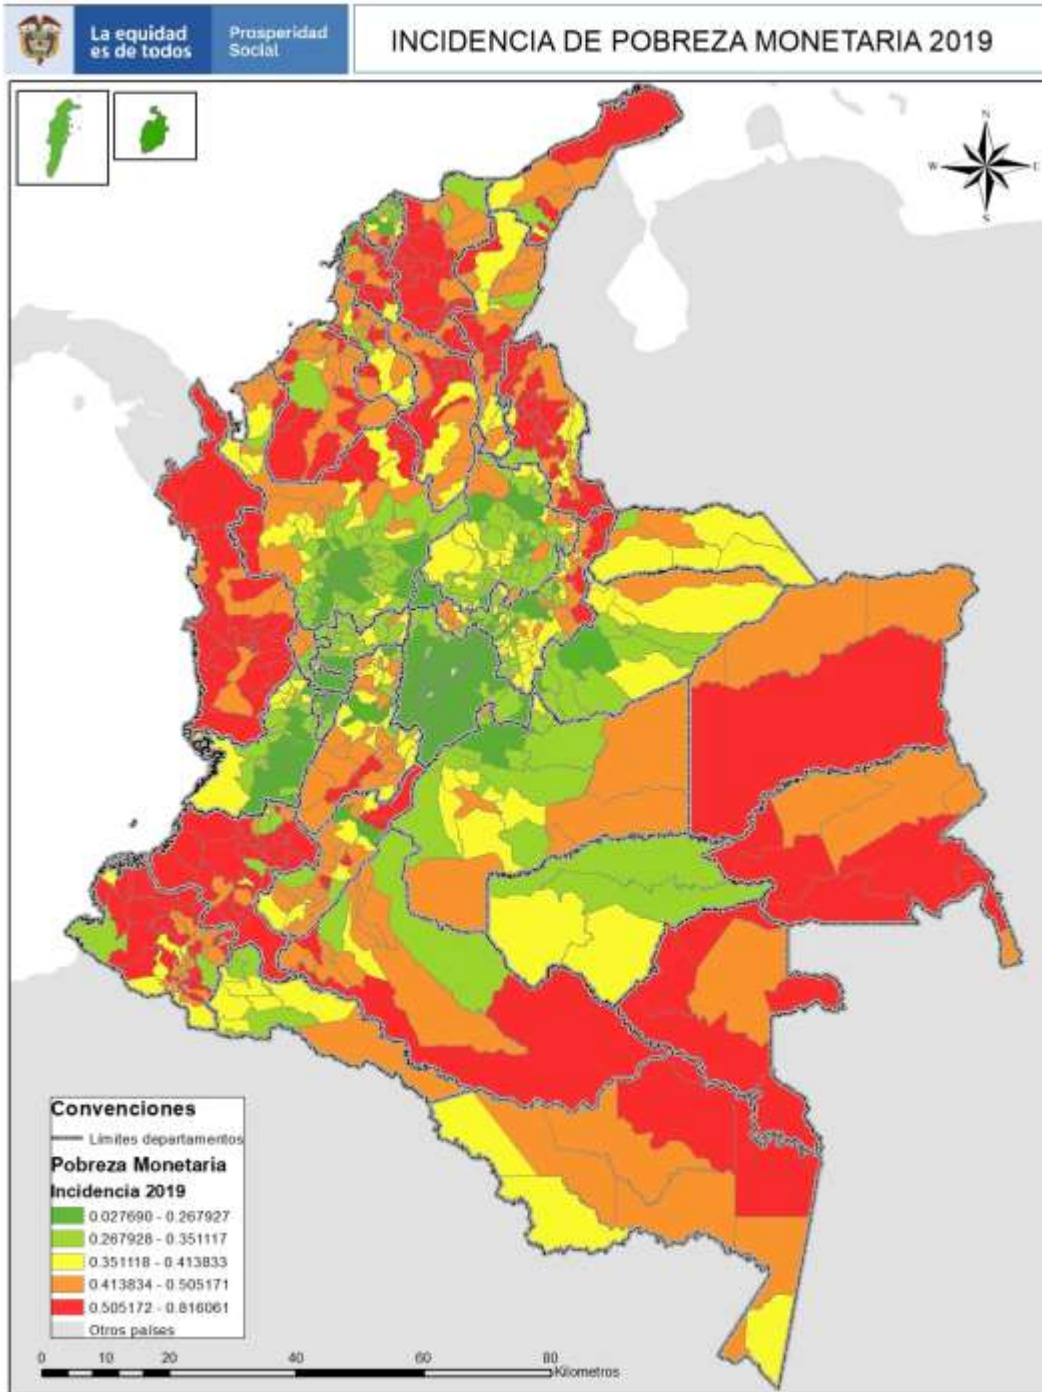 La equidad
es de todos
Prosperidad
Social
INCIDENCIA DE POBREZA MONETARIA 2019
N
W
E
S
Convenciones
Límites departamentos
Pobreza Monetaria
Incidencia 2019
0.027690 - 0.267927
0.267928 - 0.351117
0.351118 - 0.413833
0.413834 - 0.505171
0.505172 - 0.816061
Otros países
0 10 20 40 60 80
Kilometros